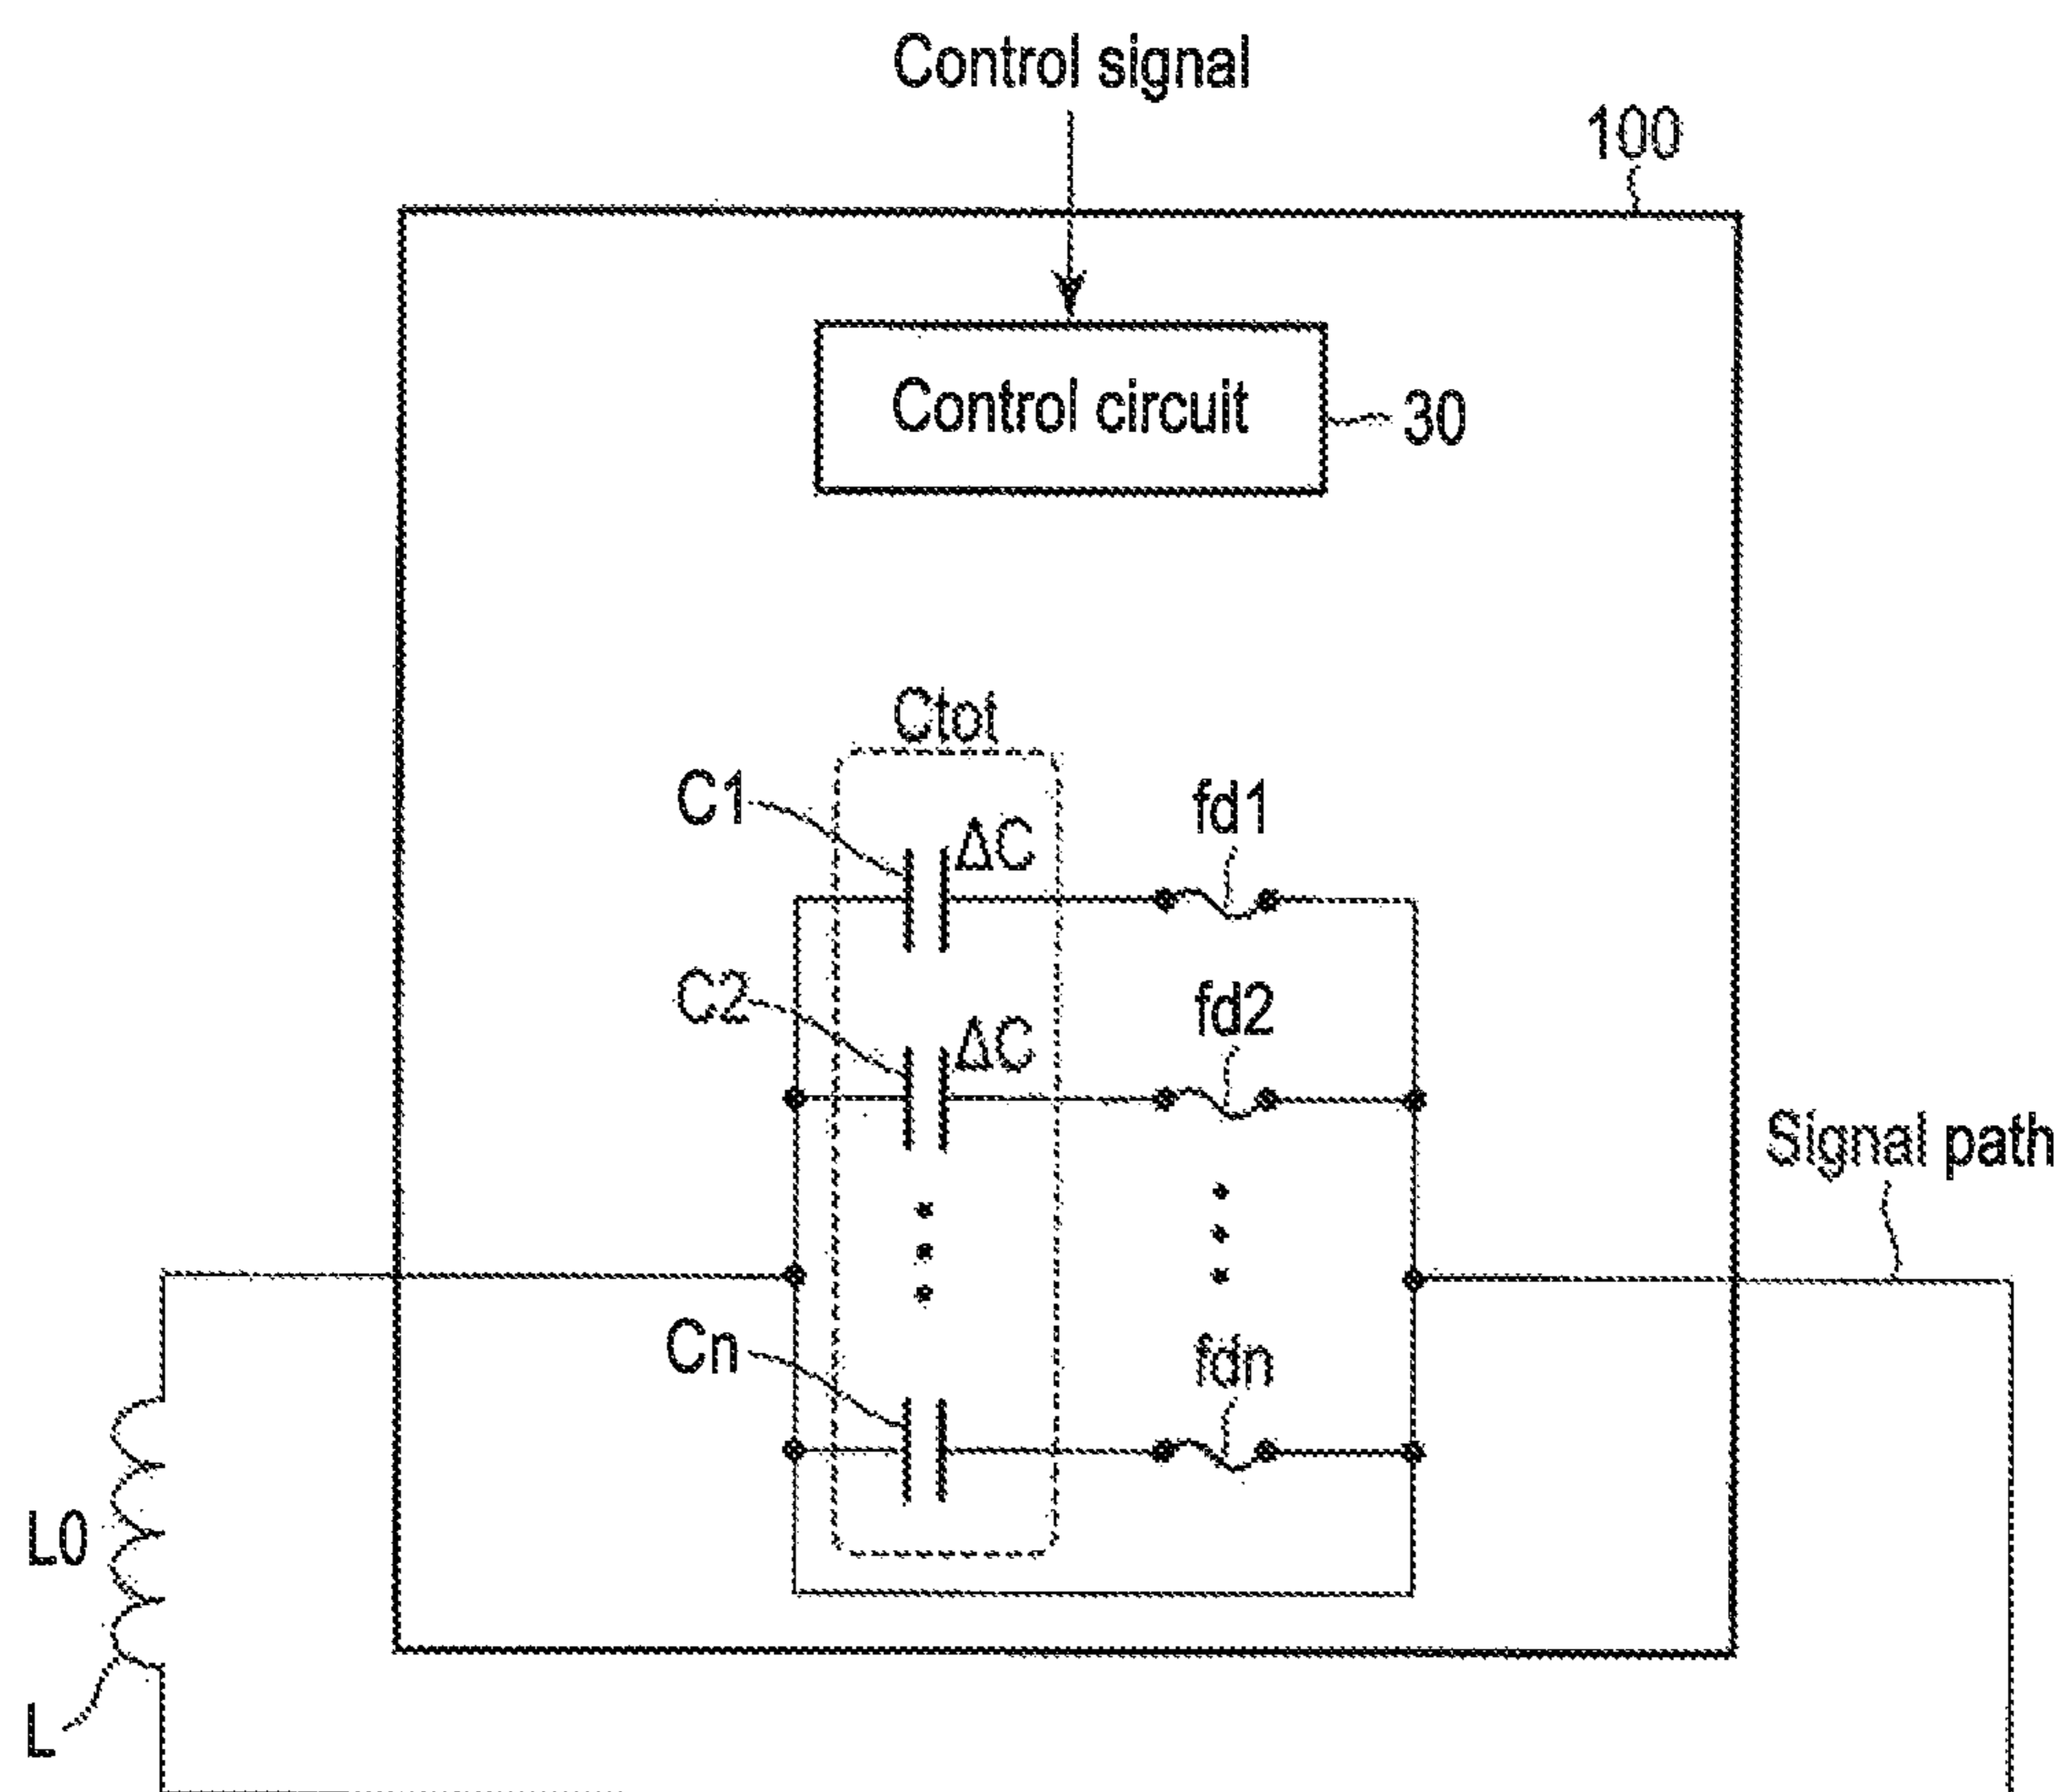 Control signal
100
Control circuit
30
Ctot
C1
ΔC
fd1
C2
ΔC
fd2
Signal path
Cn
fdn
L0
L